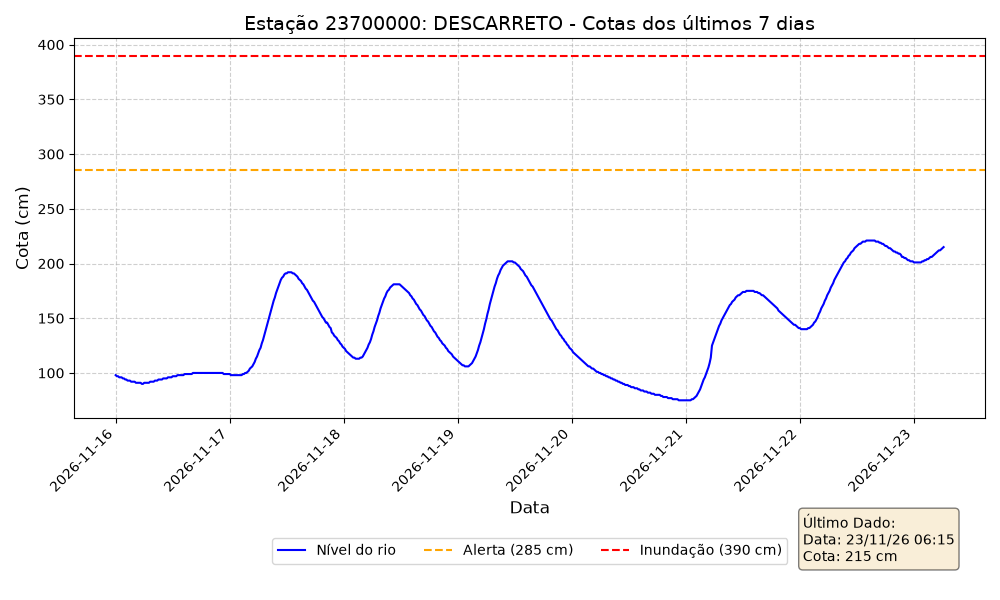 Estação 23700000: DESCARRETO - Cotas dos últimos 7 dias
400
350
300
250
200
150
100
Cota (cm)
2026-11-16
2026-11-17
2026-11-18
2026-11-19
2026-11-20
2026-11-21
2026-11-22
2026-11-23
Data
Nível do rio
Alerta (285 cm)
Inundação (390 cm)
Último Dado:
Data: 23/11/26 06:15
Cota: 215 cm